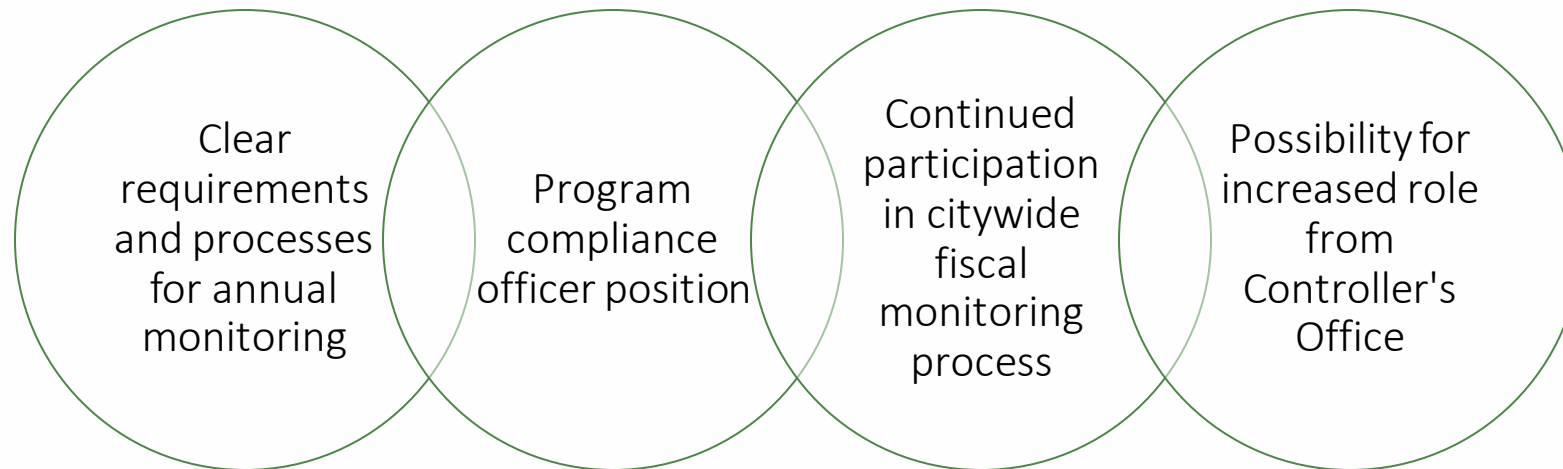 Clear
requirements
and processes
for annual
monitoring
Program
compliance
officer position
Continued
participation
in citywide
fiscal
monitoring
process
Possibility for
increased role
from
Controller's
Office